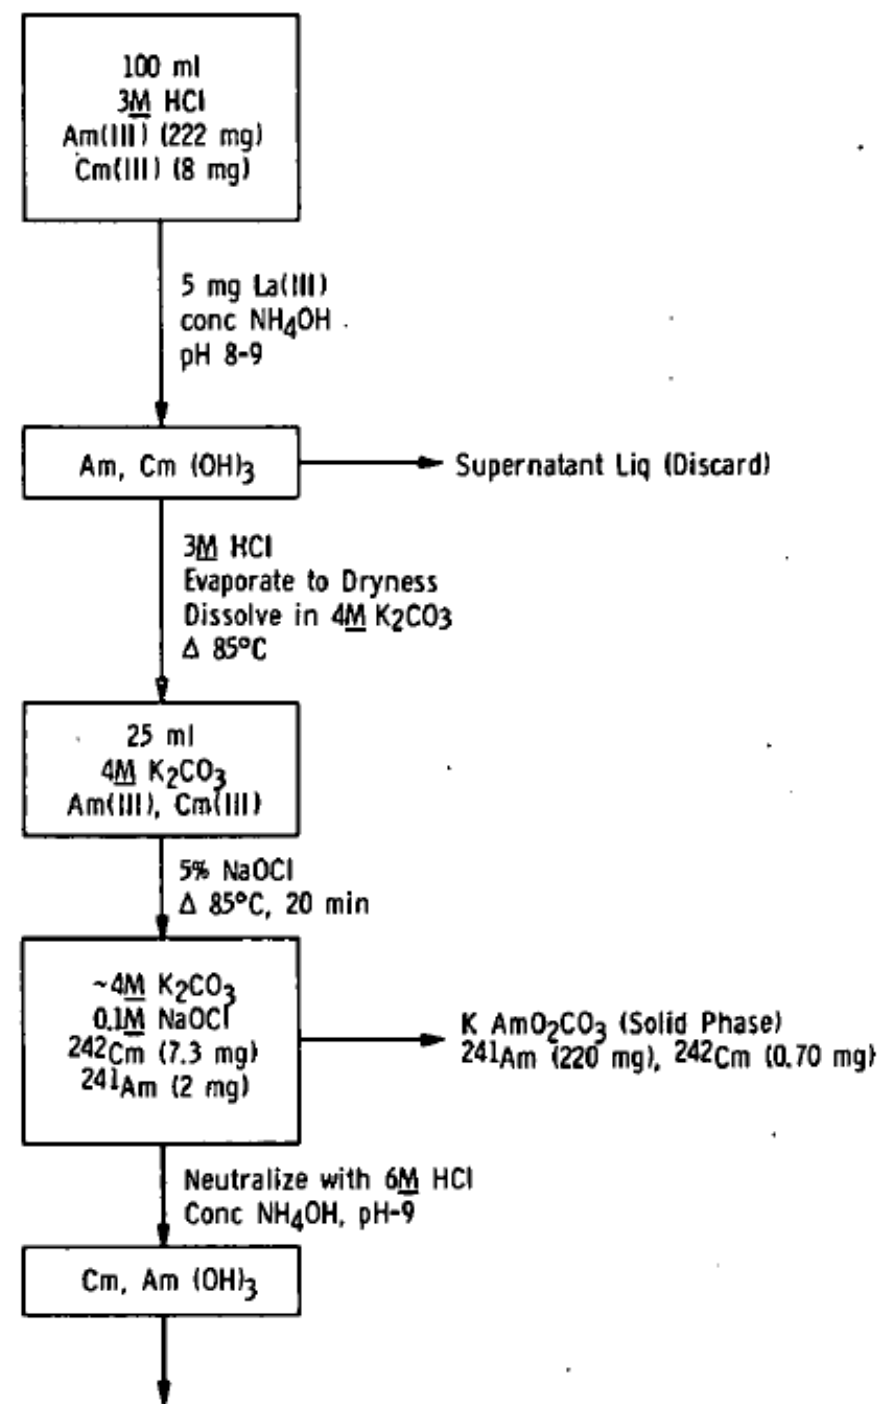 100 ml
3M HCl
Am(III) (222 mg)
Cm(III) (8 mg)
5 mg La(III)
conc NH4OH
pH 8-9
Am, Cm (OH)3
Supernatant Liq (Discard)
3M HCl
Evaporate to Dryness
Dissolve in 4M K2CO3
Δ 85°C
25 ml
4M K2CO3
Am(III), Cm(III)
5% NaOCl
Δ 85°C, 20 min
~4M K2CO3
0.1M NaOCl
242Cm (7.3 mg)
241Am (2 mg)
K AmO2CO3 (Solid Phase)
241Am (220 mg), 242Cm (0.70 mg)
Neutralize with 6M HCl
Conc NH4OH, pH-9
Cm, Am (OH)3